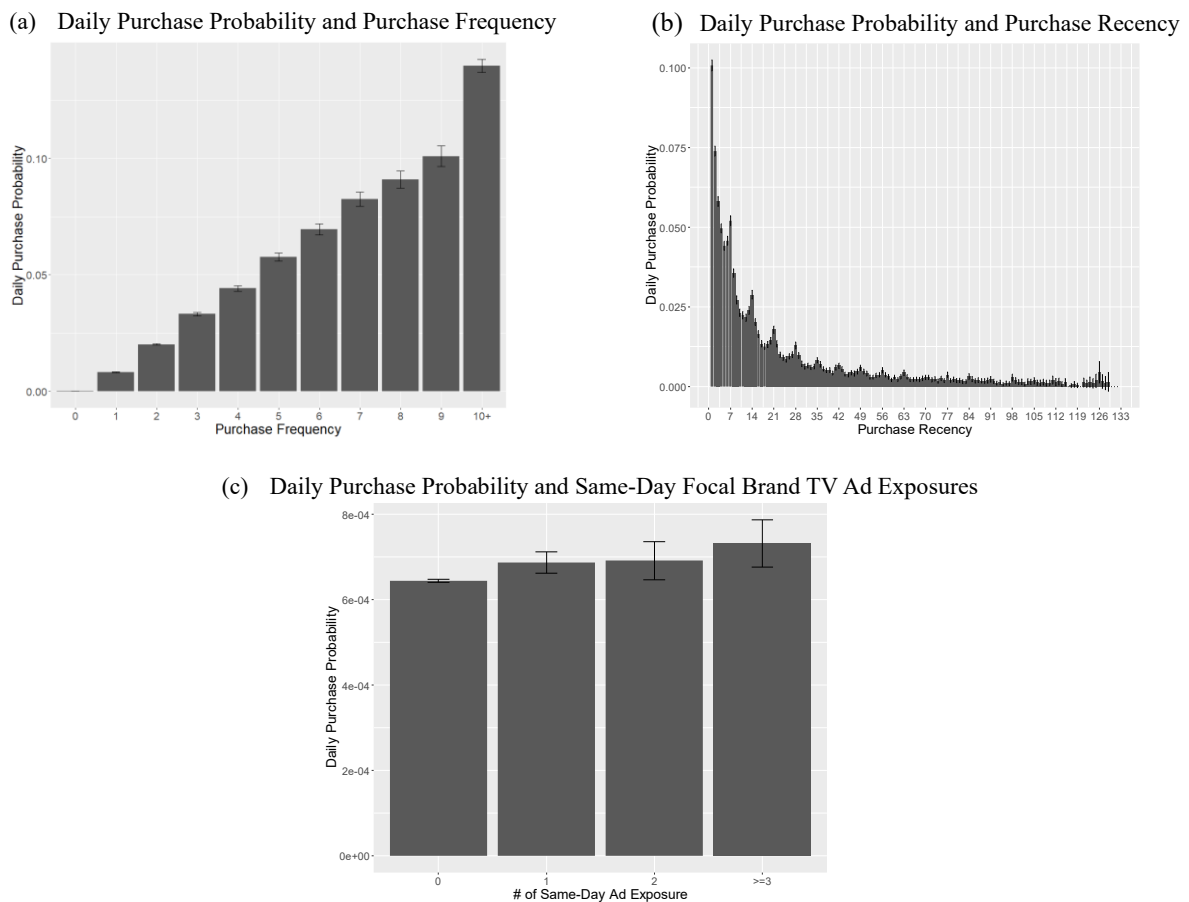 (a) Daily Purchase Probability and Purchase Frequency
Daily Purchase Probability
0.10
0.05
0.00
0 1 2 3 4 5 6 7 8 9 10+
Purchase Frequency
(b) Daily Purchase Probability and Purchase Recency
Daily Purchase Probability
0.100
0.075
0.050
0.025
0.000
0 7 14 21 28 35 42 49 56 63 70 77 84 91 98 105 112 119 126 133
Purchase Recency
(c) Daily Purchase Probability and Same-Day Focal Brand TV Ad Exposures
Daily Purchase Probability
8e-04
6e-04
4e-04
2e-04
0e+00
0 1 2 >=3
# of Same-Day Ad Exposure